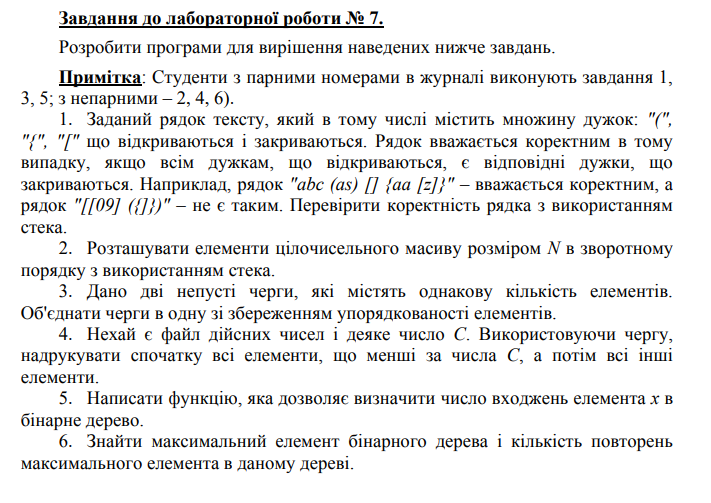 Завдання до лабораторної роботи № 7.
Розробити програми для вирішення наведених нижче завдань.
Примітка: Студенти з парними номерами в журналі виконують завдання 1,
3, 5; з непарними – 2, 4, 6).
1. Заданий рядок тексту, який в тому числі містить множину дужок: "(",
"{", "[" що відкриваються і закриваються. Рядок вважається коректним в тому
випадку, якщо всім дужкам, що відкриваються, є відповідні дужки, що
закриваються. Наприклад, рядок "abc (as) [] {aa [z]}" – вважається коректним, а
рядок "[[09] ({]})" – не є таким. Перевірити коректність рядка з використанням
стека.
2. Розташувати елементи цілочисельного масиву розміром N в зворотному
порядку з використанням стека.
3. Дано дві непусті черги, які містять однакову кількість елементів.
Об'єднати черги в одну зі збереженням упорядкованості елементів.
4. Нехай є файл дійсних чисел і деяке число C. Використовуючи чергу,
надрукувати спочатку всі елементи, що менші за числа C, а потім всі інші
елементи.
5. Написати функцію, яка дозволяє визначити число входжень елемента x в
бінарне дерево.
6. Знайти максимальний елемент бінарного дерева і кількість повторень
максимального елемента в даному дереві.